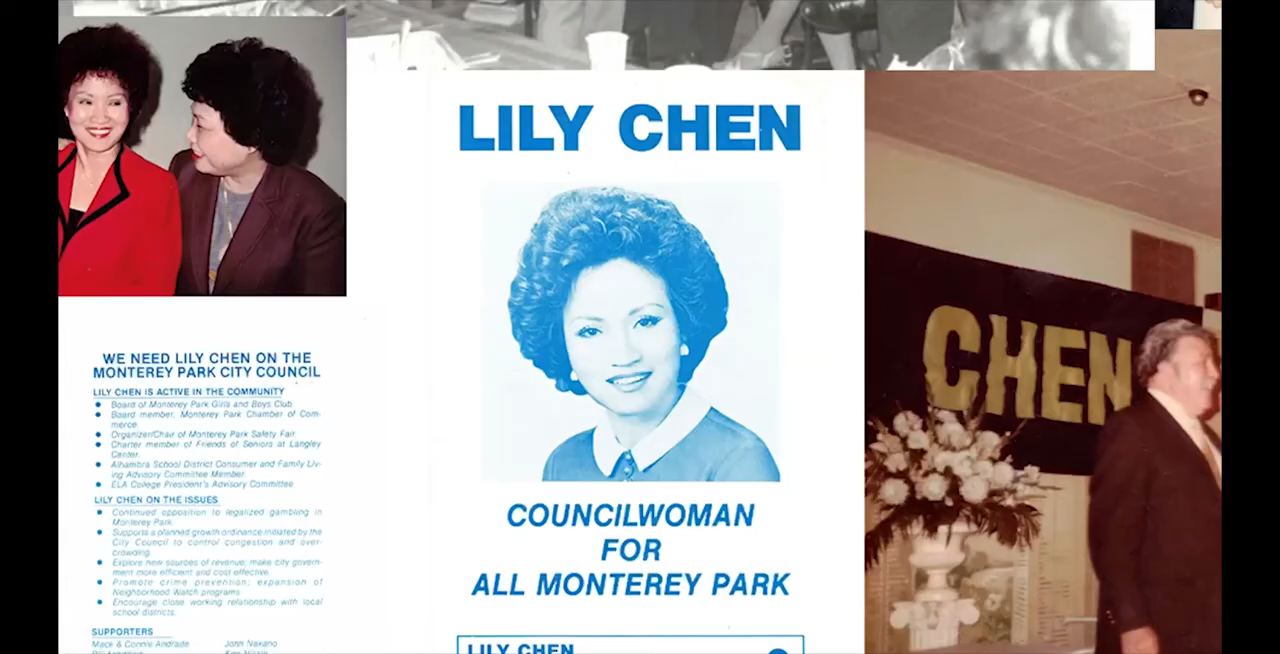 LILY CHEN
COUNCILWOMAN
FOR
ALL MONTEREY PARK
LILY CHEN
WE NEED LILY CHEN ON THE
MONTEREY PARK CITY COUNCIL
LILY CHEN IS ACTIVE IN THE COMMUNITY
● Board of Monterey Park Girls and Boys Club.
● Board member, Monterey Park Chamber of Com-
merce.
● Organizer/Chair of Monterey Park Safety Fair.
● Charter member of Friends of Seniors at Langley
Center.
● Alhambra School District Consumer and Family Liv-
ing Advisory Committee Member.
● ELA College President's Advisory Committee
LILY CHEN ON THE ISSUES
● Continued opposition to legalized gambling in
Monterey Park.
● Supports a planned growth ordinance initiated by the
City Council to control congestion and over-
crowding.
● Explore new sources of revenue; make city govern-
ment more efficient and cost effective.
● Promote crime prevention; expansion of
Neighborhood Watch programs.
● Encourage close working relationship with local
school districts.
SUPPORTERS
Mack & Connie Andrade John Nakano
CHEN